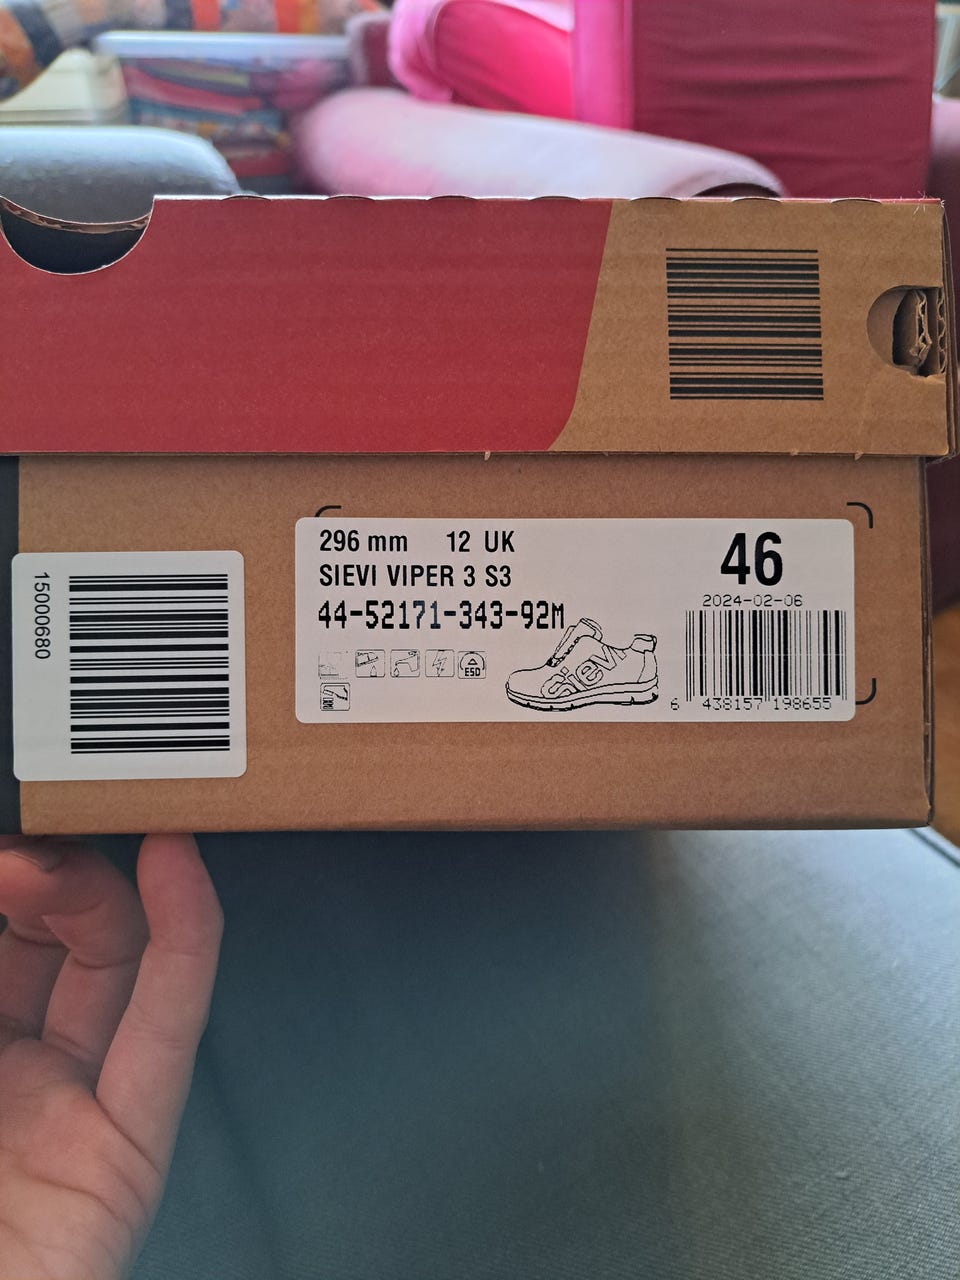 15000680
296 mm 12 UK
46
SIEVI VIPER 3 S3
2024-02-06
44-52171-343-92M
ESD
sievi
6 438157 198655